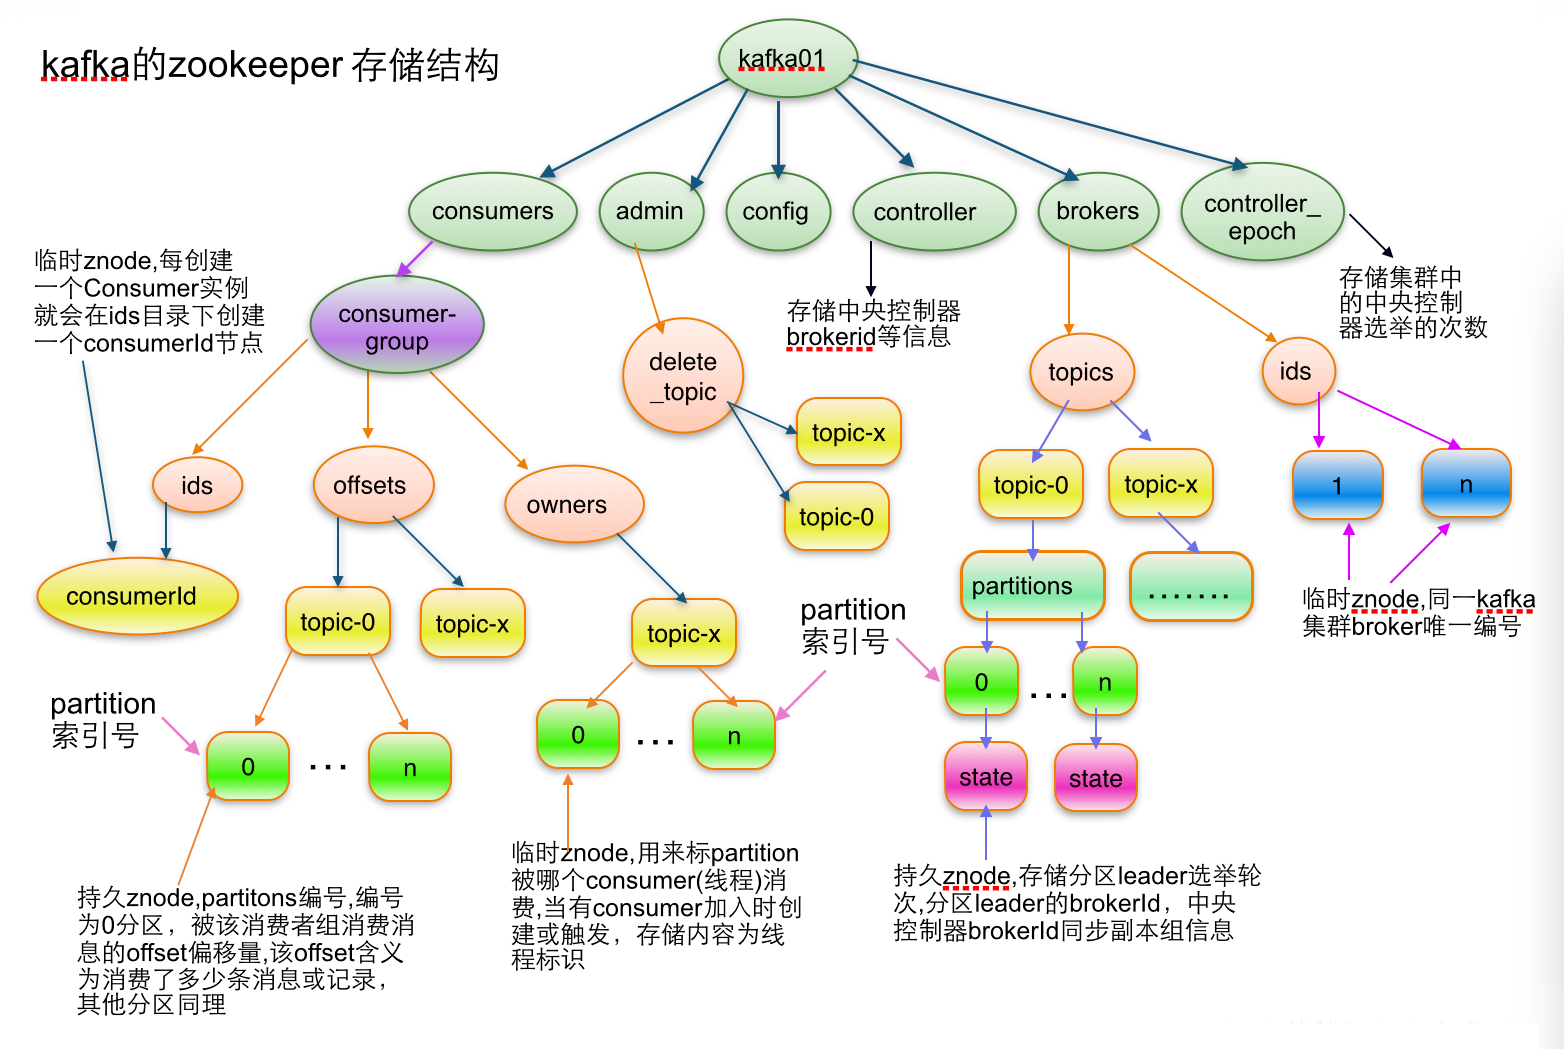 kafka的zookeeper 存储结构
kafka01
consumers
admin
config
controller
brokers
controller_
epoch
临时znode,每创建
一个Consumer实例
就会在ids目录下创建
一个consumerId节点
consumer-
group
存储中央控制器
brokerid等信息
存储集群中
的中央控制
器选举的次数
delete
_topic
topics
ids
topic-x
topic-0
ids
offsets
owners
topic-0
topic-x
1
n
consumerId
topic-0
topic-x
topic-x
partitions
.......
临时znode,同一kafka
集群broker唯一编号
partition
索引号
partition
索引号
0
...
n
0
...
n
0
...
n
state
state
持久znode,partitons编号,编号
为0分区，被该消费者组消费消
息的offset偏移量,该offset含义
为消费了多少条消息或记录，
其他分区同理
临时znode,用来标partition
被哪个consumer(线程)消
费,当有consumer加入时创
建或触发，存储内容为线
程标识
持久znode,存储分区leader选举轮
次,分区leader的brokerId，中央
控制器brokerId同步副本组信息